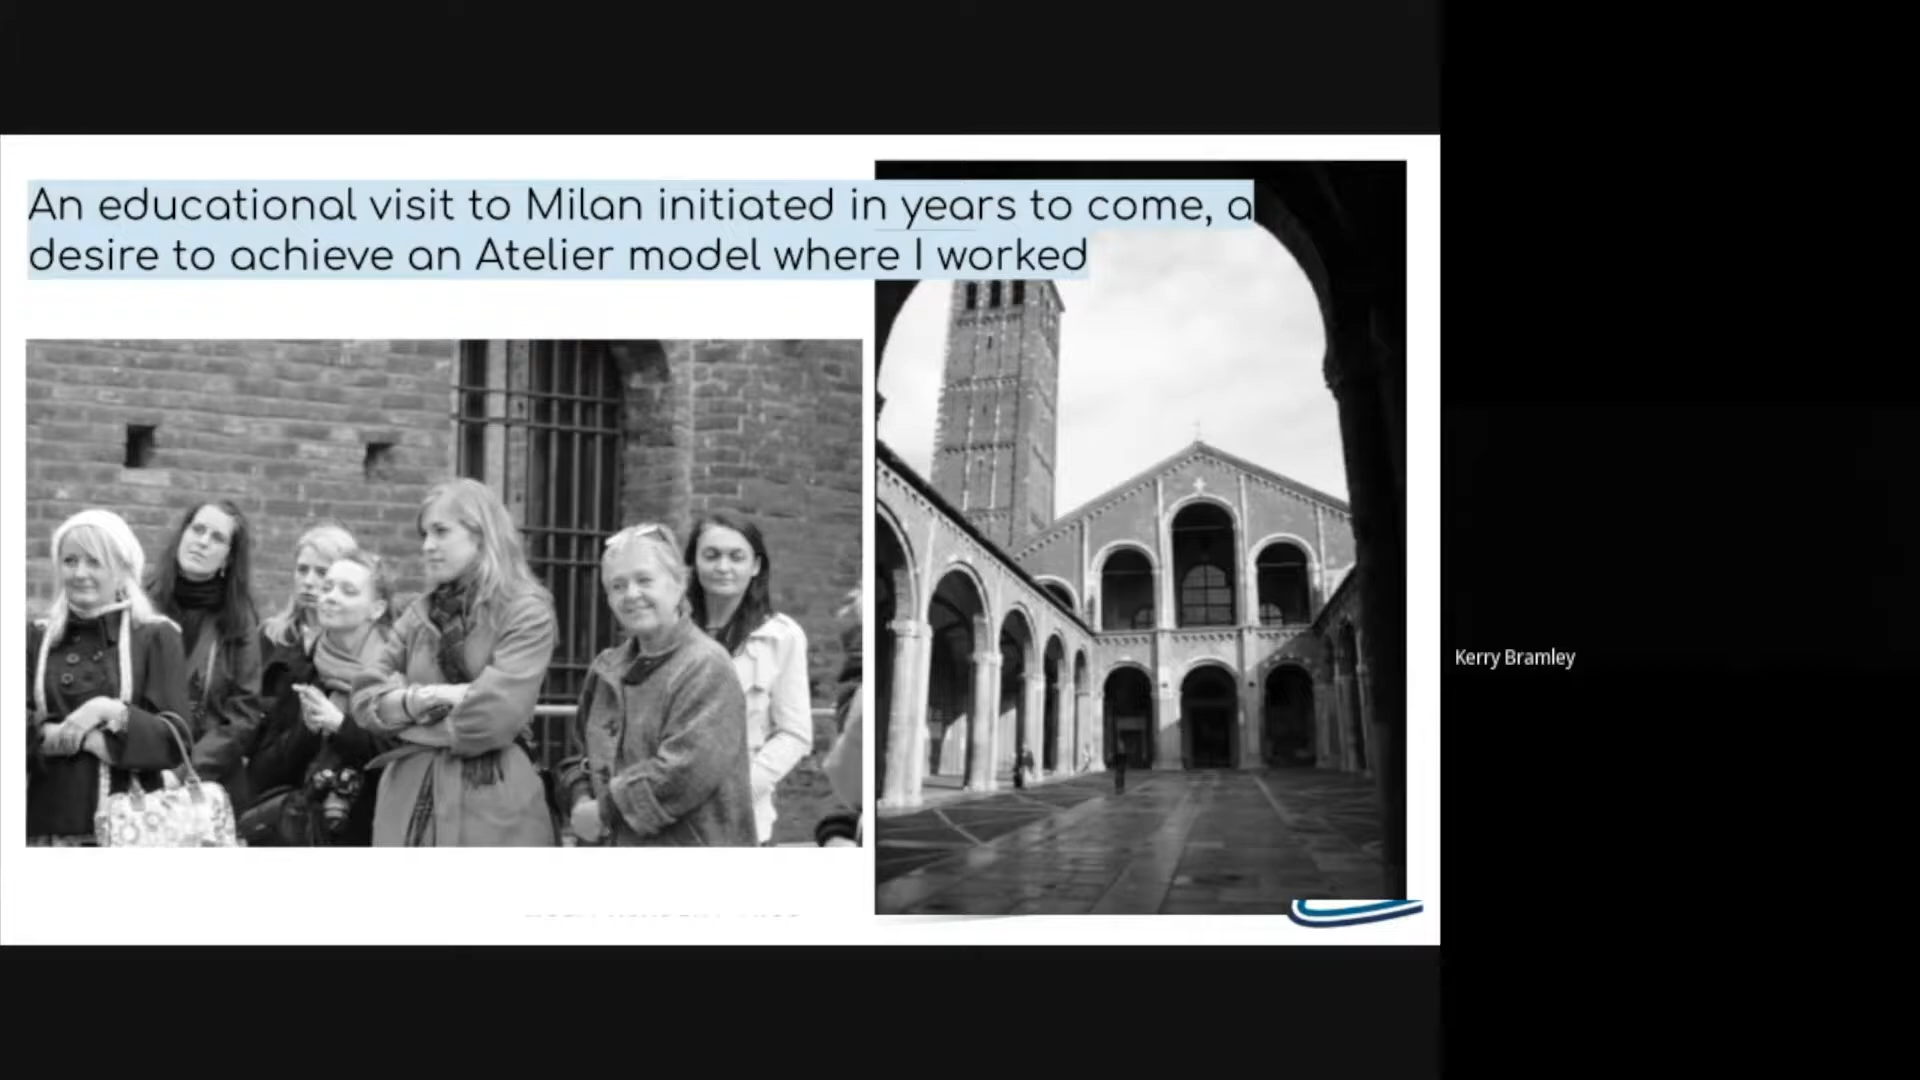 An educational visit to Milan initiated in years to come, a
desire to achieve an Atelier model where I worked
Kerry Bramley